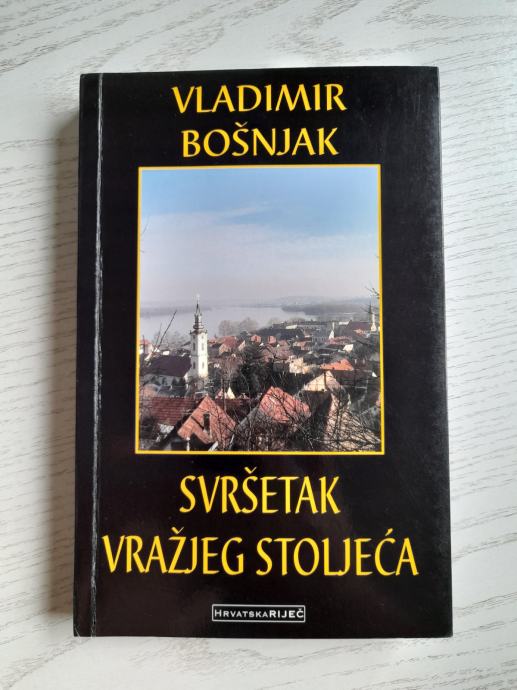 VLADIMIR
BOŠNJAK
SVRŠETAK
VRAŽJEG STOLJEĆA
HRVATSKARIJEČ